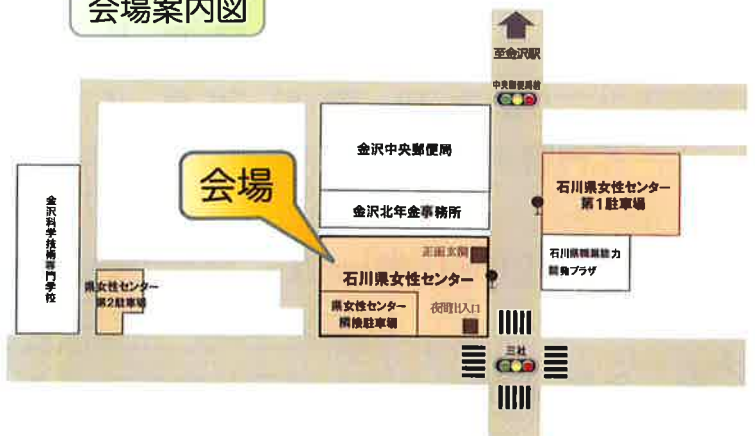 会場案内図
至金沢駅
中央郵便局前
金沢中央郵便局
会場
金沢北年金事務所
石川県女性センター
第1駐車場
金沢科学技術専門学校
正面玄関
石川県職業能力
開発プラザ
石川県女性センター
県女性センター
第2駐車場
県女性センター
隣接駐車場
夜間出入口
三社